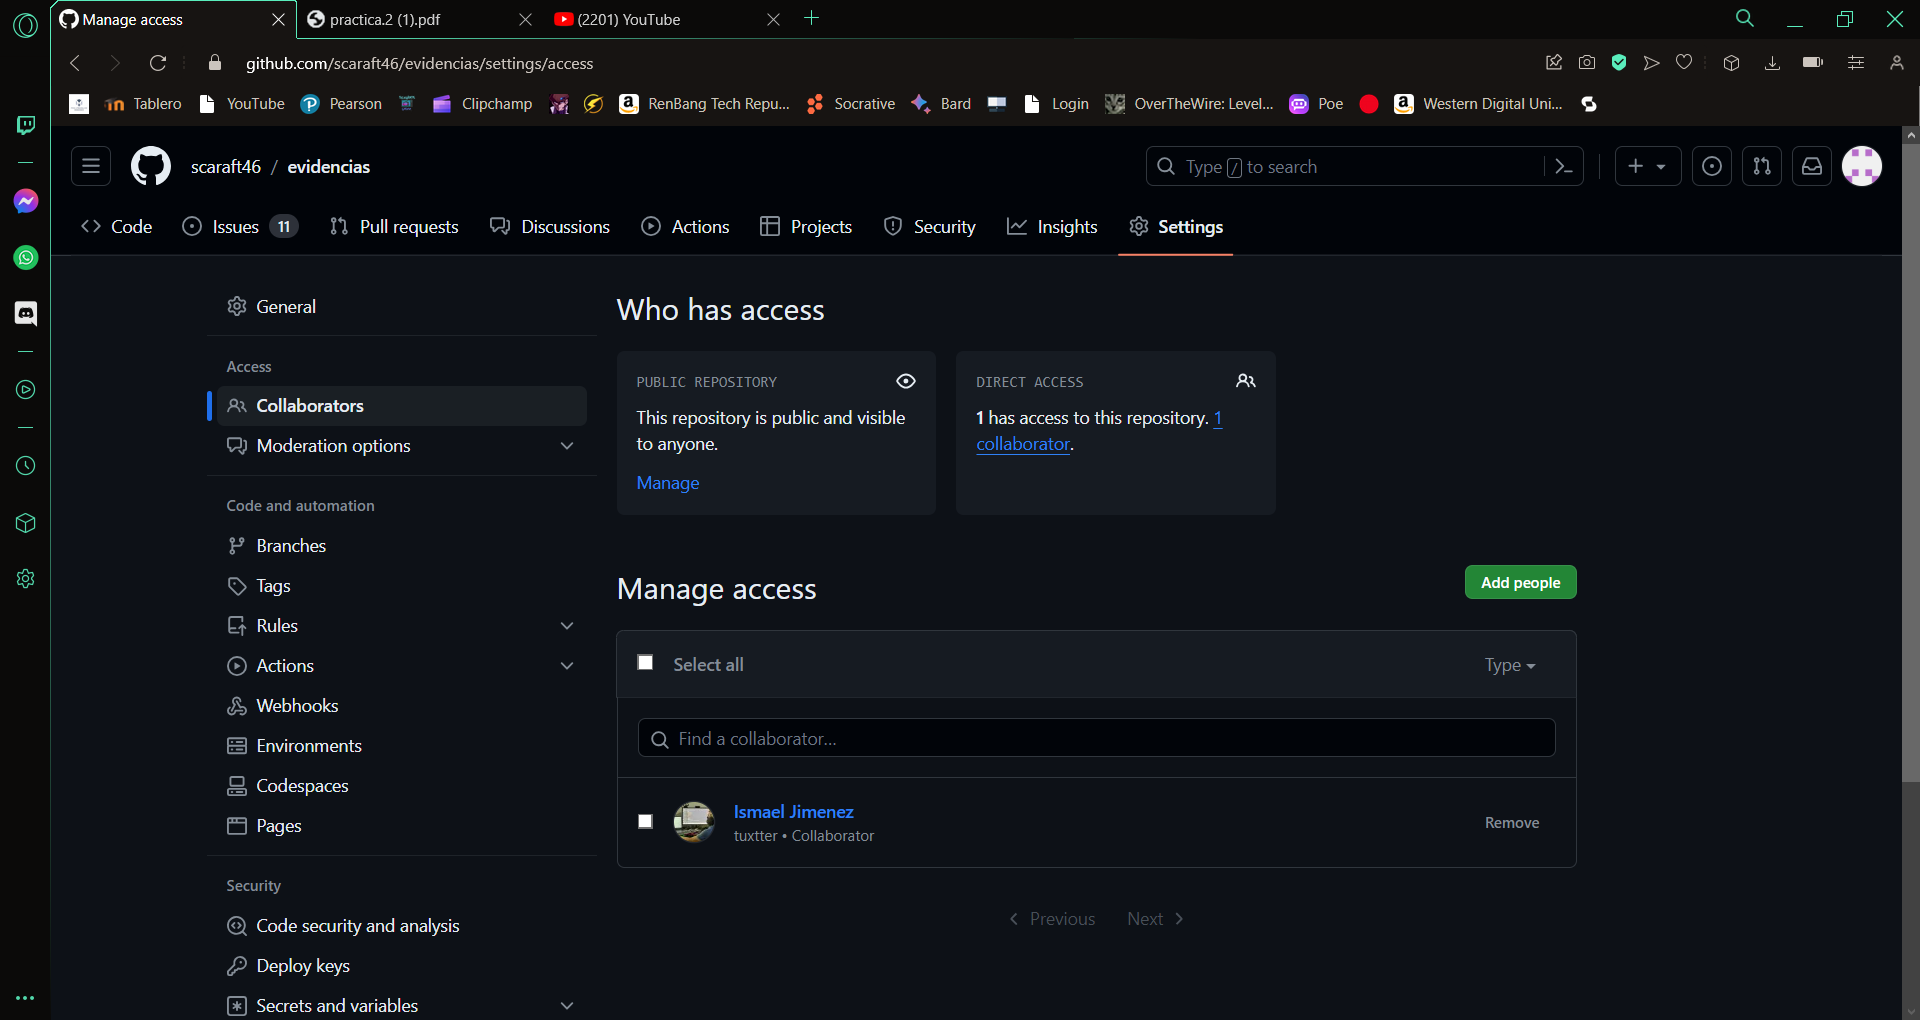 Manage access
practica.2 (1).pdf
(2201) YouTube
github.com/scaraft46/evidencias/settings/access
Tablero
YouTube
Pearson
Clipchamp
RenBang Tech Repu...
Socrative
Bard
Login
OverTheWire: Level...
Poe
Western Digital Uni...
scaraft46 / evidencias
Type / to search
Code
Issues 11
Pull requests
Discussions
Actions
Projects
Security
Insights
Settings
General
Access
Collaborators
Moderation options
Code and automation
Branches
Tags
Rules
Actions
Webhooks
Environments
Codespaces
Pages
Security
Code security and analysis
Deploy keys
Secrets and variables
Who has access
PUBLIC REPOSITORY
This repository is public and visible
to anyone.
Manage
DIRECT ACCESS
1 has access to this repository. 1
collaborator.
Manage access
Add people
Select all
Type
Find a collaborator...
Ismael Jimenez
tuxtter • Collaborator
Remove
Previous
Next